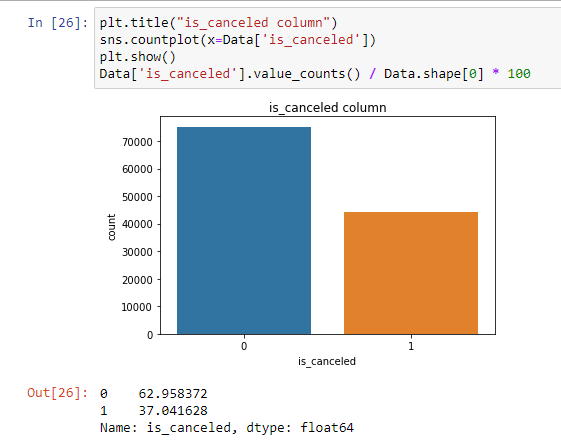 In [26]: plt.title("is_canceled column")
sns.countplot(x=Data['is_canceled'])
plt.show()
Data['is_canceled'].value_counts() / Data.shape[0] * 100
is_canceled column
70000
60000
50000
40000
30000
20000
10000
0
count
0 1
is_canceled
Out[26]: 0 62.958372
1 37.041628
Name: is_canceled, dtype: float64